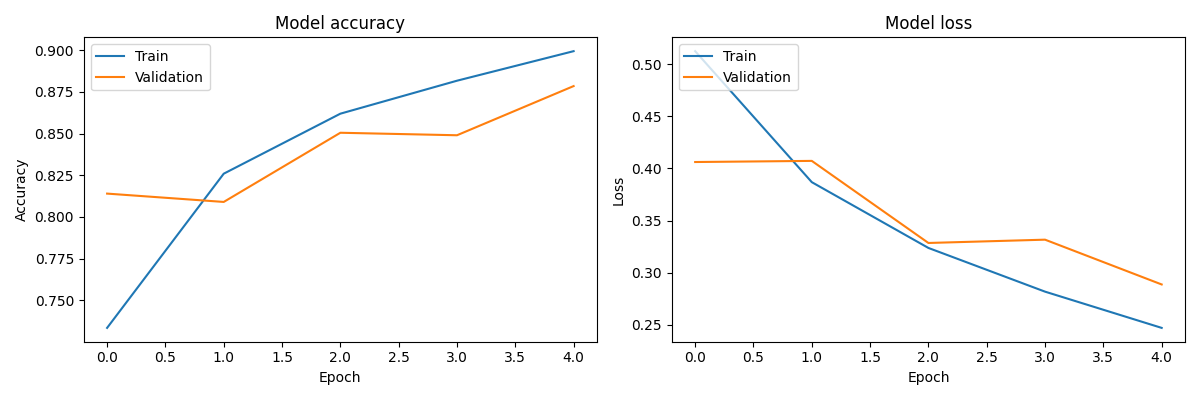 Model accuracy
Train
Validation
0.900
0.875
0.850
0.825
0.800
0.775
0.750
Accuracy
0.0 0.5 1.0 1.5 2.0 2.5 3.0 3.5 4.0
Epoch
Model loss
Train
Validation
0.50
0.45
0.40
0.35
0.30
0.25
Loss
0.0 0.5 1.0 1.5 2.0 2.5 3.0 3.5 4.0
Epoch